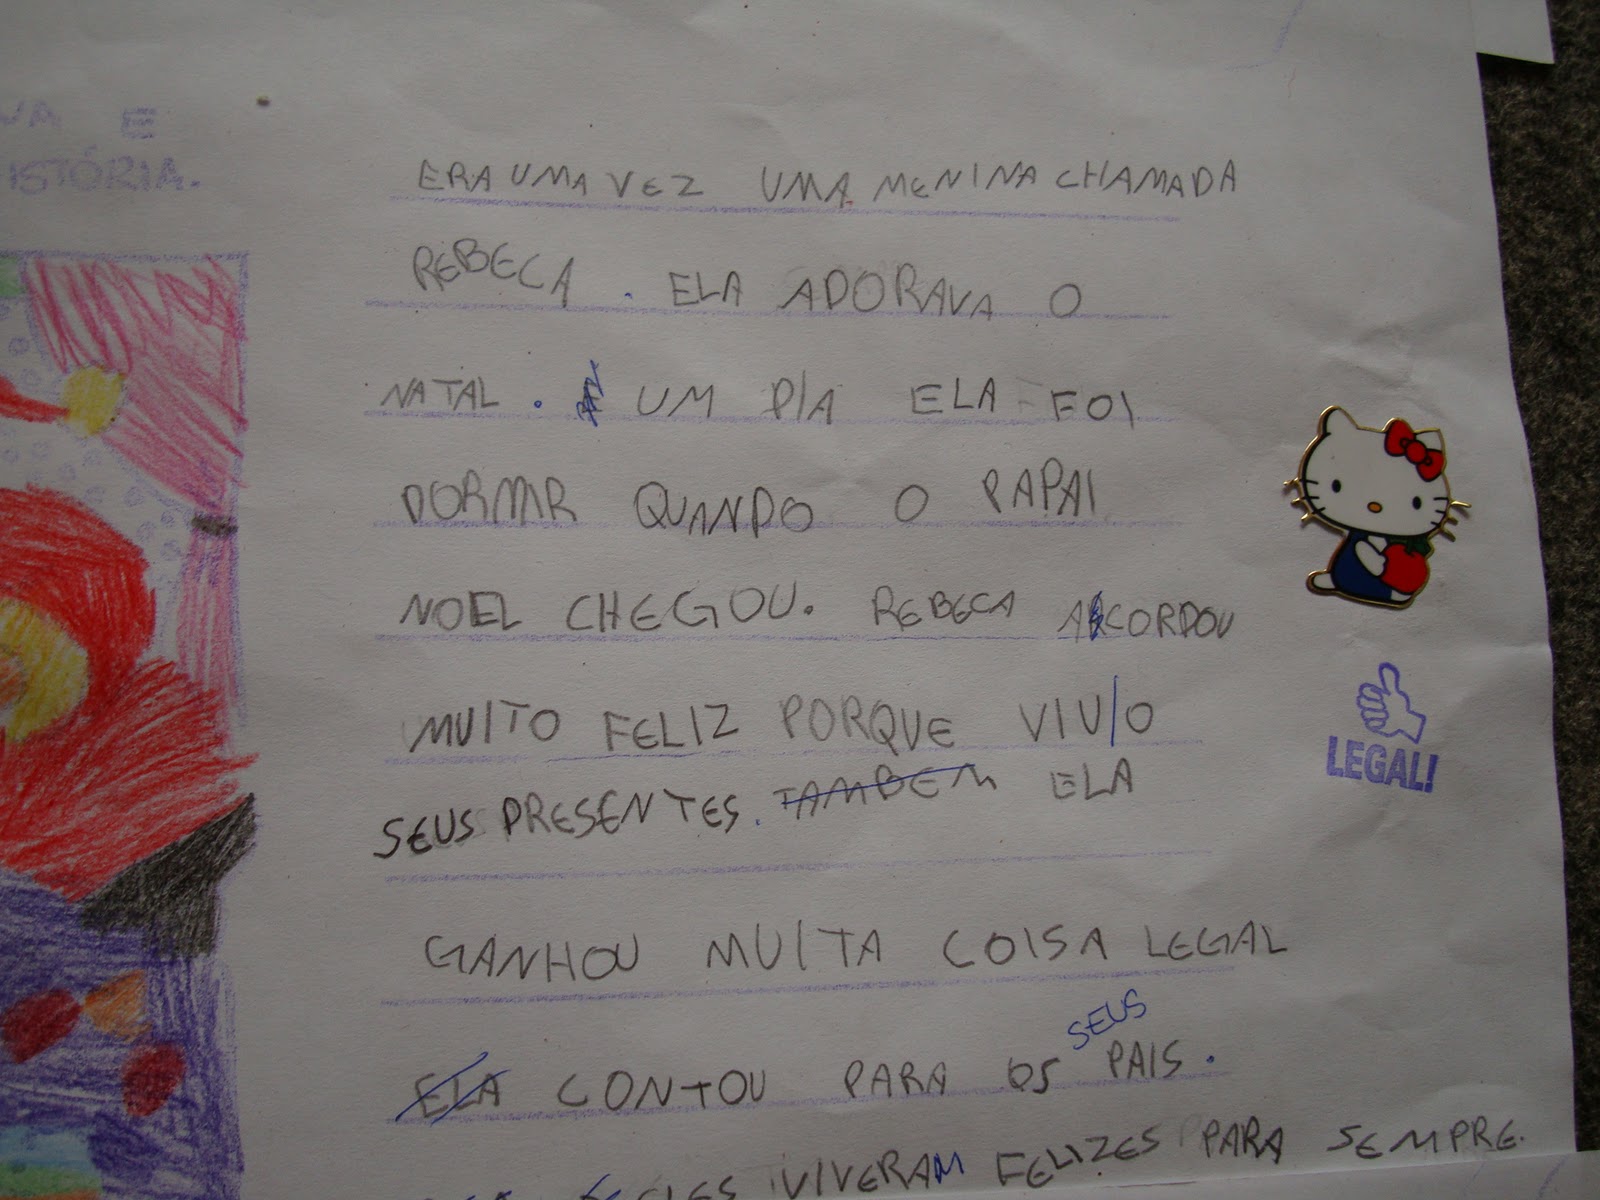 VA E
ISTÓRIA.
ERA UMA VEZ UMA MENINA CHAMADA
REBECA. ELA ADORAVA O
NATAL. UM DIA ELA FOI
DORMIR QUANDO O PAPAI
NOEL CHEGOU. REBECA ACORDOU
MUITO FELIZ PORQUE VIU O
SEUS PRESENTES. TAMBEM ELA
GANHOU MUITA COISA LEGAL
SEUS
ELA CONTOU PARA OS PAIS.
ELES VIVERAM FELIZES PARA SEMPRE.
LEGAL!